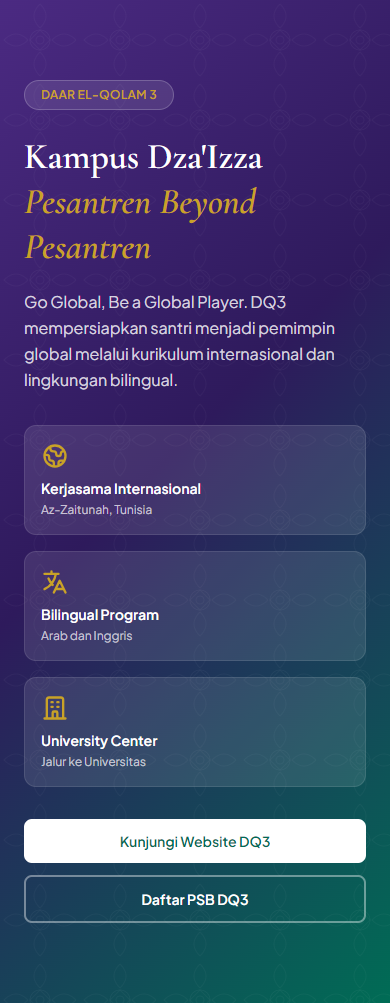 DAAR EL-QOLAM 3
Kampus Dza'Izza
Pesantren Beyond
Pesantren
Go Global, Be a Global Player. DQ3
mempersiapkan santri menjadi pemimpin
global melalui kurikulum internasional dan
lingkungan bilingual.
Kerjasama Internasional
Az-Zaitunah, Tunisia
Bilingual Program
Arab dan Inggris
University Center
Jalur ke Universitas
Kunjungi Website DQ3
Daftar PSB DQ3